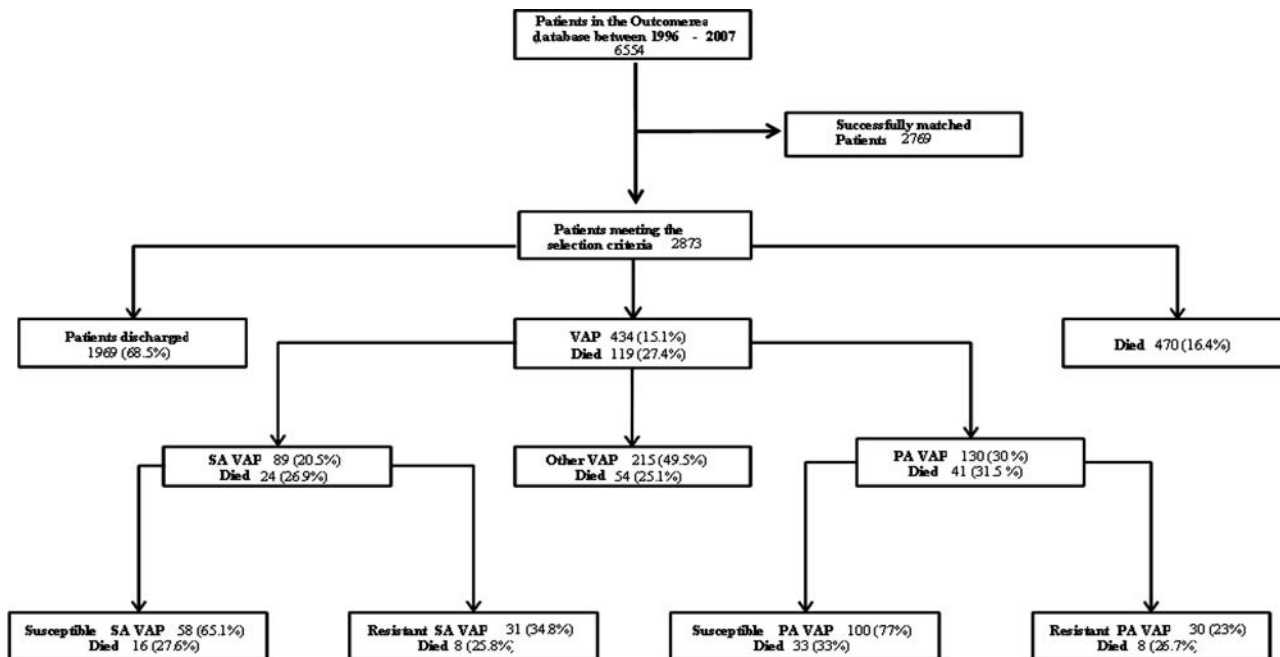 Patients in the Outcomerea
database between 1996 - 2007
6554
Successfully matched
Patients 2769
Patients meeting the
selection criteria 2873
Patients discharged
1969 (68.5%)
VAP 434 (15.1%)
Died 119 (27.4%)
Died 470 (16.4%)
SA VAP 89 (20.5%)
Died 24 (26.9%)
Other VAP 215 (49.5%)
Died 54 (25.1%)
PA VAP 130 (30 %)
Died 41 (31.5 %)
Susceptible SA VAP 58 (65.1%)
Died 16 (27.6%)
Resistant SA VAP 31 (34.8%)
Died 8 (25.8%)
Susceptible PA VAP 100 (77%)
Died 33 (33%)
Resistant PA VAP 30 (23%)
Died 8 (26.7%)